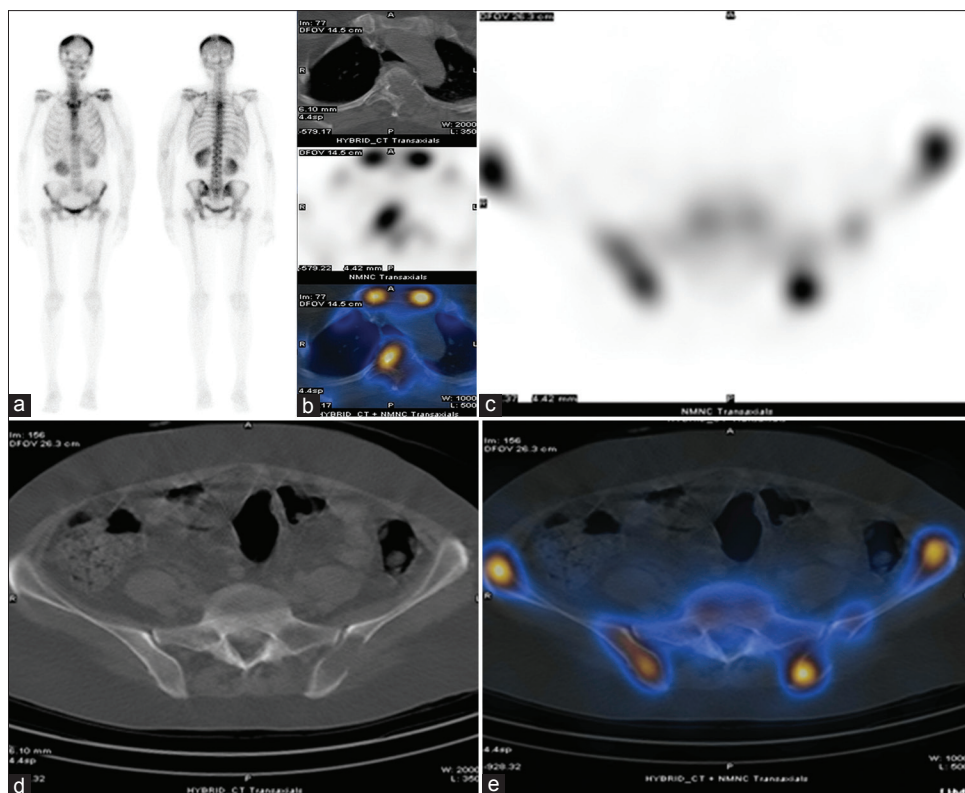 a
Im: 77
DFOV 14.5 cm
A
R
L
6.10 mm
4.4sp
-579.17
P
W: 2000
L: 350
HYBRID_CT Transaxials
DFOV 14.5 cm
A
R
L
-579.22 4.42 mm
P
NMNC Transaxials
Im: 77
DFOV 14.5 cm
A
R
L
4.4sp
.17
P
W: 1000
L: 500
HYBRID_CT + NMNC Transaxials
b
DFOV 26.3 cm
4.42 mm
P
NMNC Transaxials
c
Im: 156
DFOV 26.3 cm
A
R
6.10 mm
4.4sp
.32
P
W: 2000
L: 350
HYBRID_CT Transaxials
d
Im: 156
DFOV 26.3 cm
A
R
4.4sp
-928.32
P
W: 1000
L: 500
HYBRID_CT + NMNC Transaxials
e